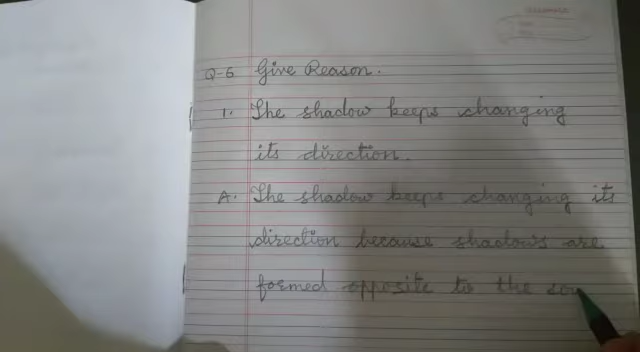 Q-6 Give Reason.
1. The shadow keeps changing
its direction.
A. The shadow keeps changing its
direction because shadows are
formed opposite to the sou